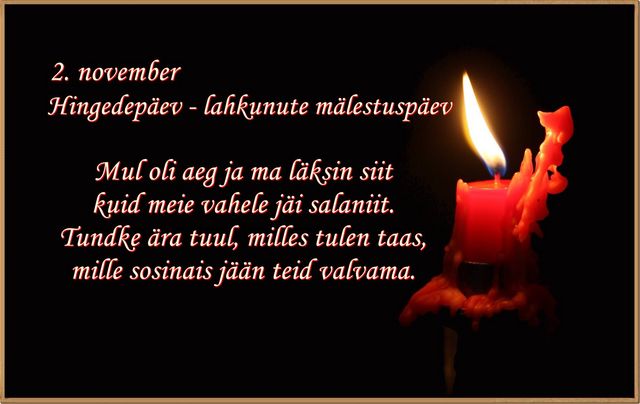 2. november
Hingedepäev - lahkunute mälestuspäev
Mul oli aeg ja ma läksin siit
kuid meie vahele jäi salaniit.
Tundke ära tuul, milles tulen taas,
mille sosinais jään teid valvama.